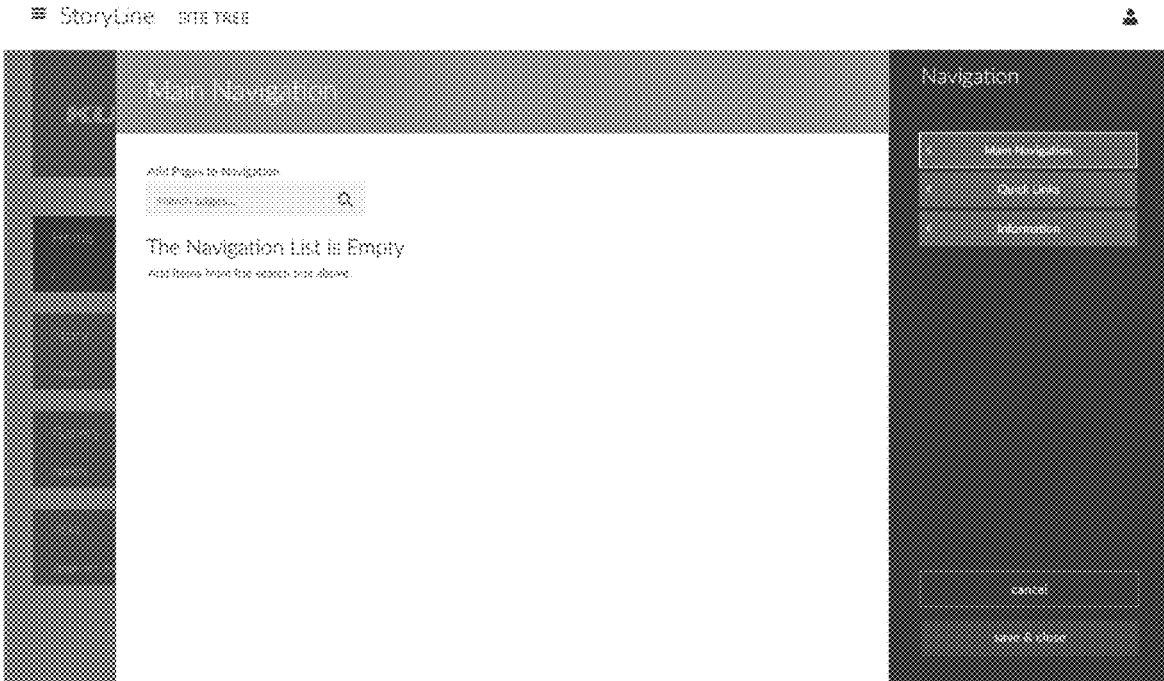 StoryLine SITE TREE
Main Navigation
Add Pages to Navigation
Search pages...
The Navigation List is Empty
Add items from the search box above.
Navigation
Main Navigation
Quick Links
Information
cancel
save & close